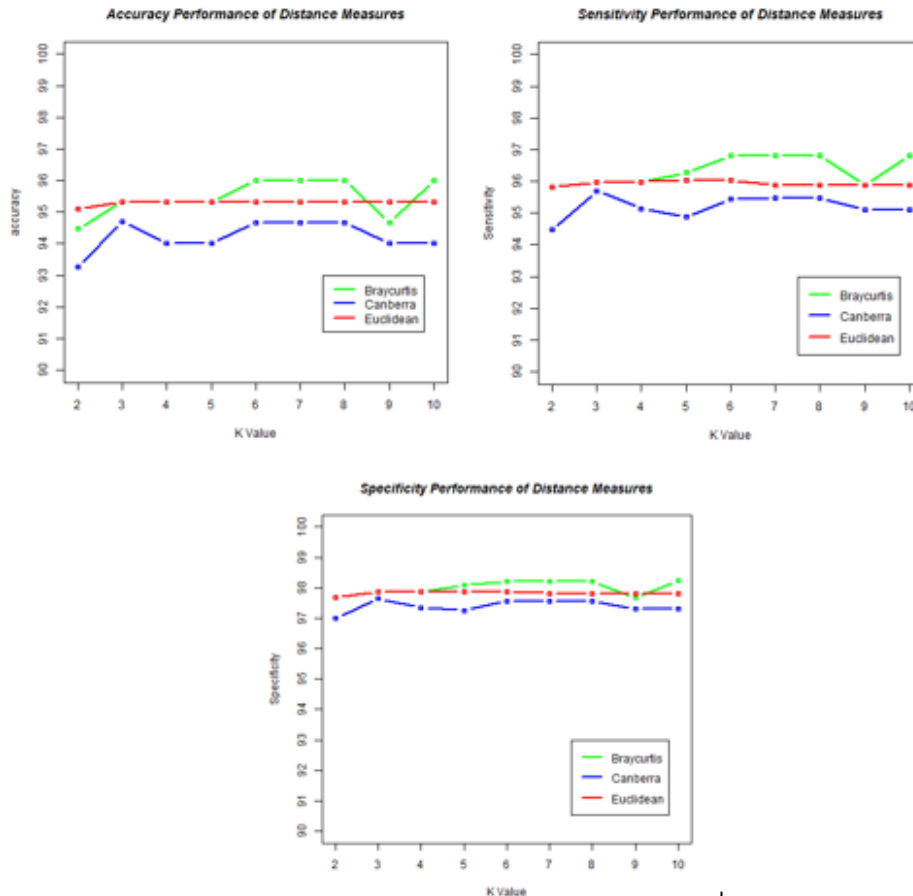 Accuracy Performance of Distance Measures
accuracy
100
99
98
97
96
95
94
93
92
91
90
Braycurtis
Canberra
Euclidean
2 3 4 5 6 7 8 9 10
K Value
Sensitivity Performance of Distance Measures
Sensitivity
100
99
98
97
96
95
94
93
92
91
90
Braycurtis
Canberra
Euclidean
2 3 4 5 6 7 8 9 10
K Value
Specificity Performance of Distance Measures
Specificity
100
99
98
97
96
95
94
93
92
91
90
Braycurtis
Canberra
Euclidean
2 3 4 5 6 7 8 9 10
K Value